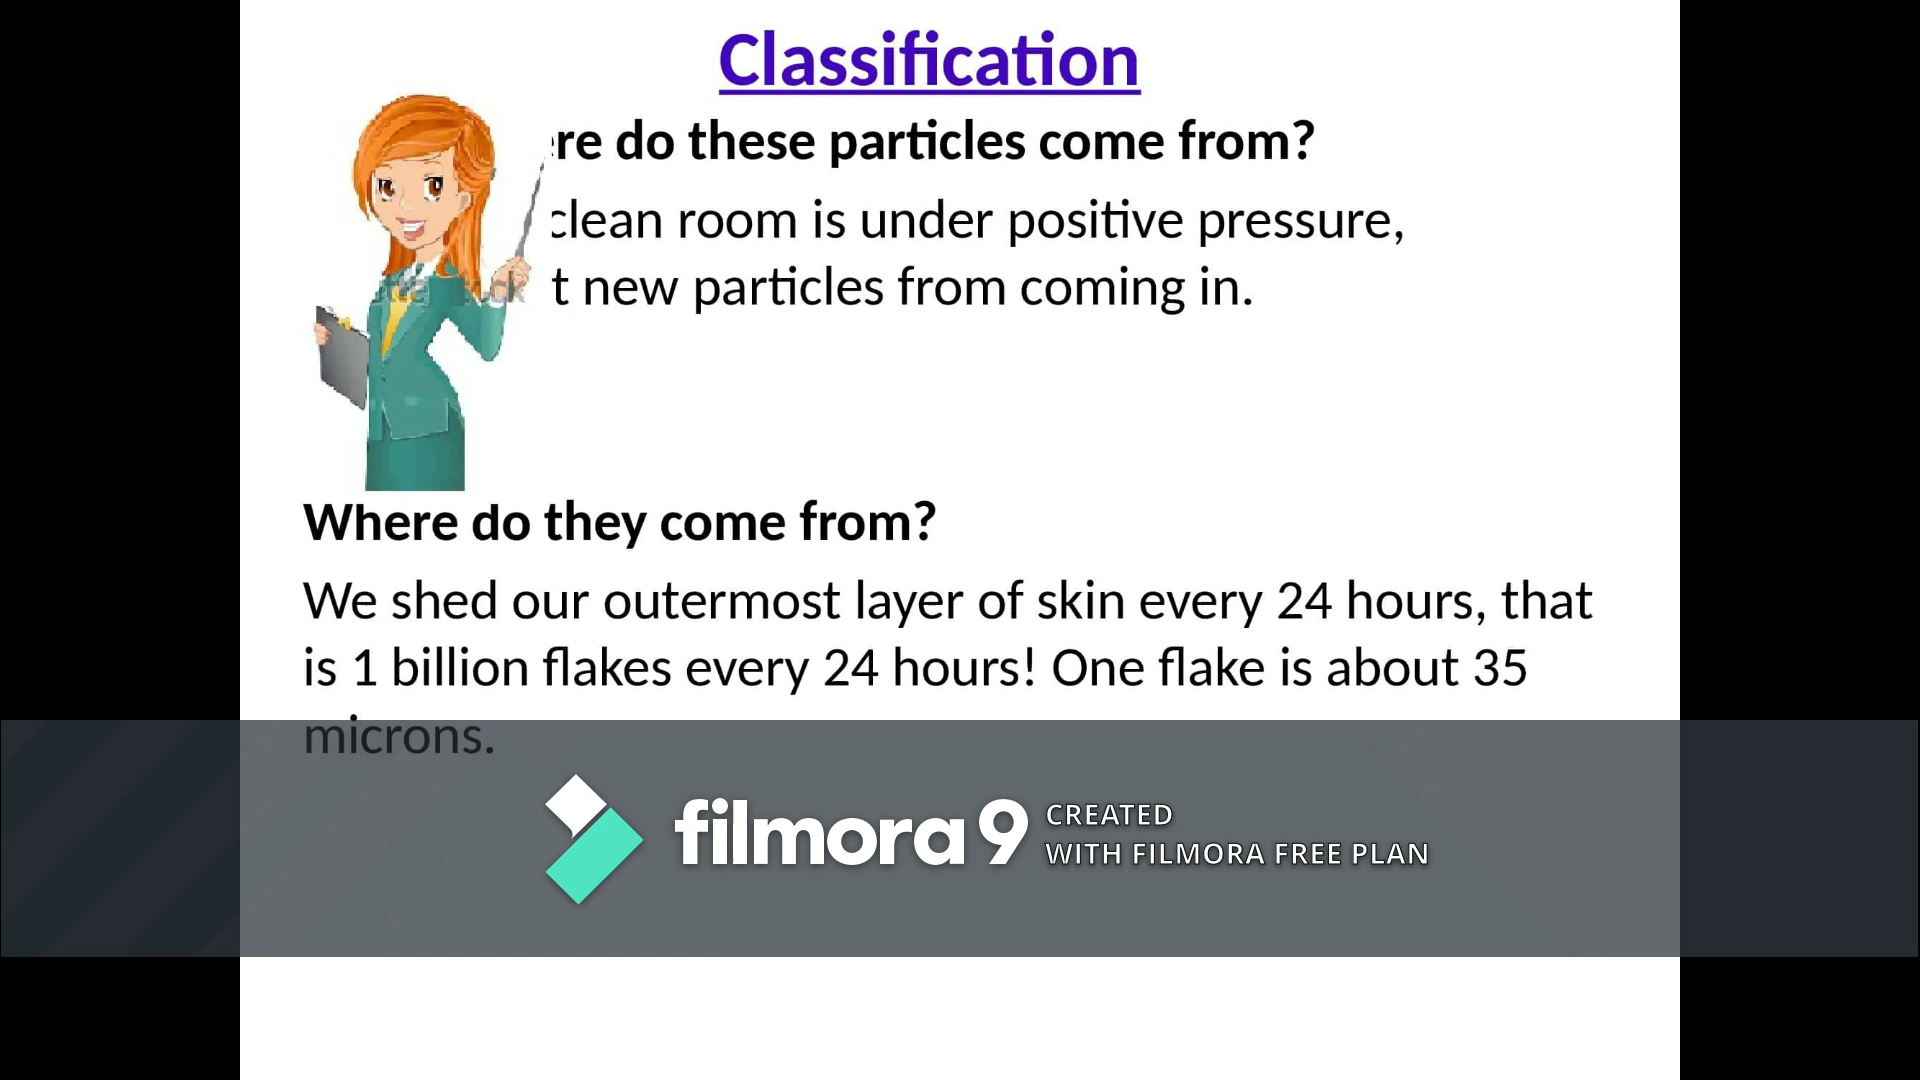 Classification
re do these particles come from?
clean room is under positive pressure,
t new particles from coming in.
Where do they come from?
We shed our outermost layer of skin every 24 hours, that
is 1 billion flakes every 24 hours! One flake is about 35
microns.
filmora 9
CREATED
WITH FILMORA FREE PLAN